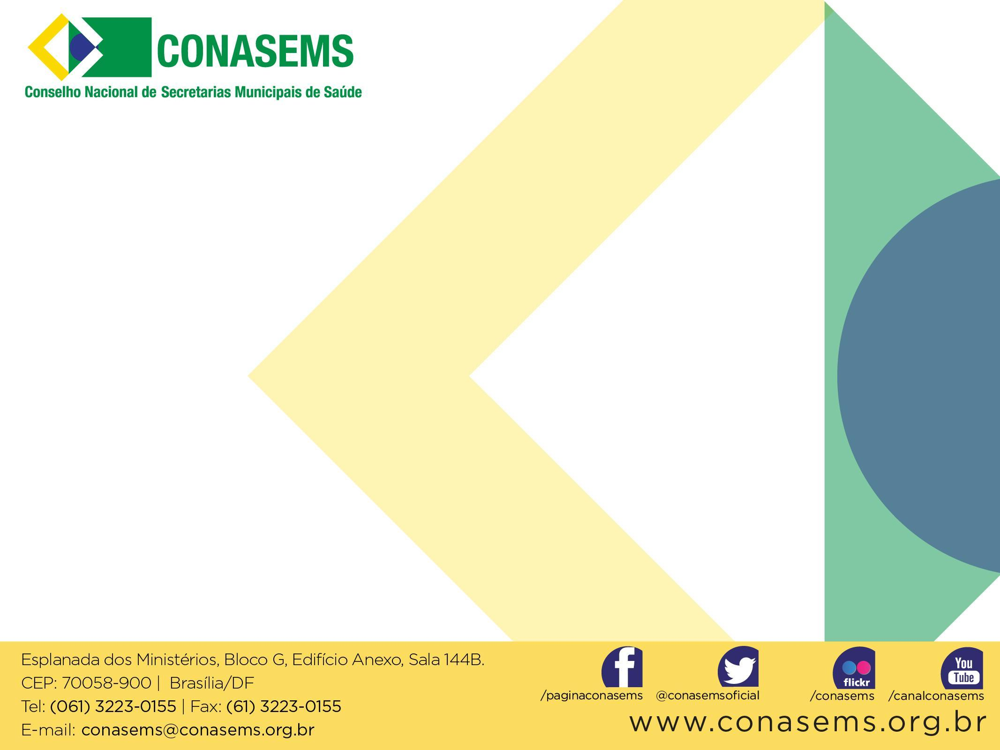 CONASEMS
Conselho Nacional de Secretarias Municipais de Saúde
Esplanada dos Ministérios, Bloco G, Edifício Anexo, Sala 144B.
CEP: 70058-900 | Brasília/DF
Tel: (061) 3223-0155 | Fax: (61) 3223-0155
E-mail: conasems@conasems.org.br
f
flickr
You
Tube
/paginaconasems @conasemsoficial /conasems /canalconasems
www.conasems.org.br